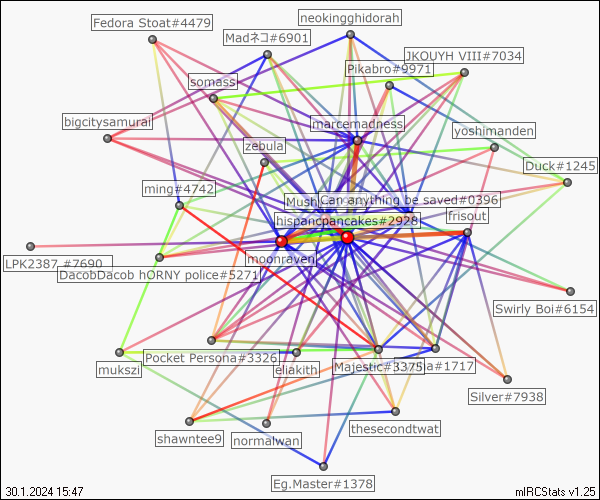 neokingghidorah
Fedora Stoat#4479
Madネコ#6901
JKOUYH VIII#7034
Pikabro#9971
somass
bigcitysamurai
marcemadness
yoshimanden
zebula
Duck#1245
ming#4742
Mush
Can anything be saved#0396
hispancpancakes#2928
frisout
moonraven
LPK2387 #7690
DacobDacob hORNY police#5271
Swirly Boi#6154
Pocket Persona#3326
mukszi
eliakith
Majestic#3375
ia#1717
Silver#7938
shawntee9
normalwan
thesecondtwat
Eg.Master#1378
30.1.2024 15:47
mIRCStats v1.25